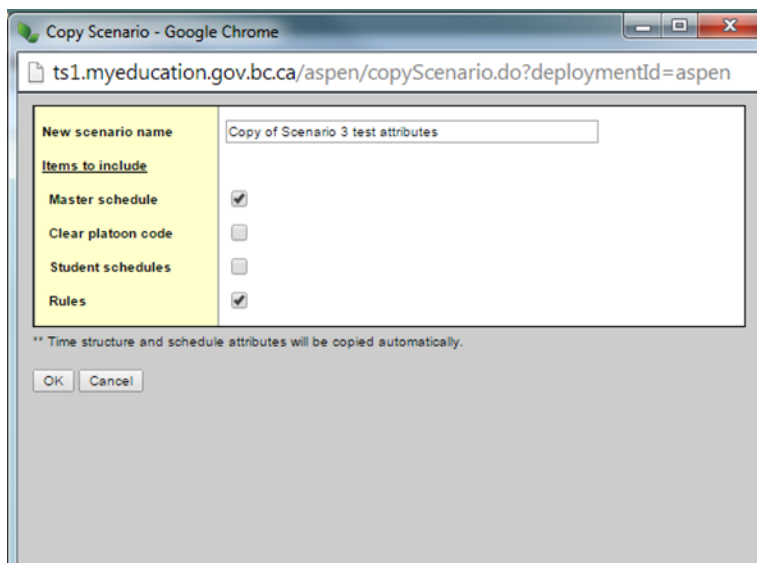 Copy Scenario - Google Chrome
ts1.myeducation.gov.bc.ca/aspen/copyScenario.do?deploymentId=aspen
New scenario name Copy of Scenario 3 test attributes
Items to include
Master schedule
Clear platoon code
Student schedules
Rules
** Time structure and schedule attributes will be copied automatically.
OK Cancel